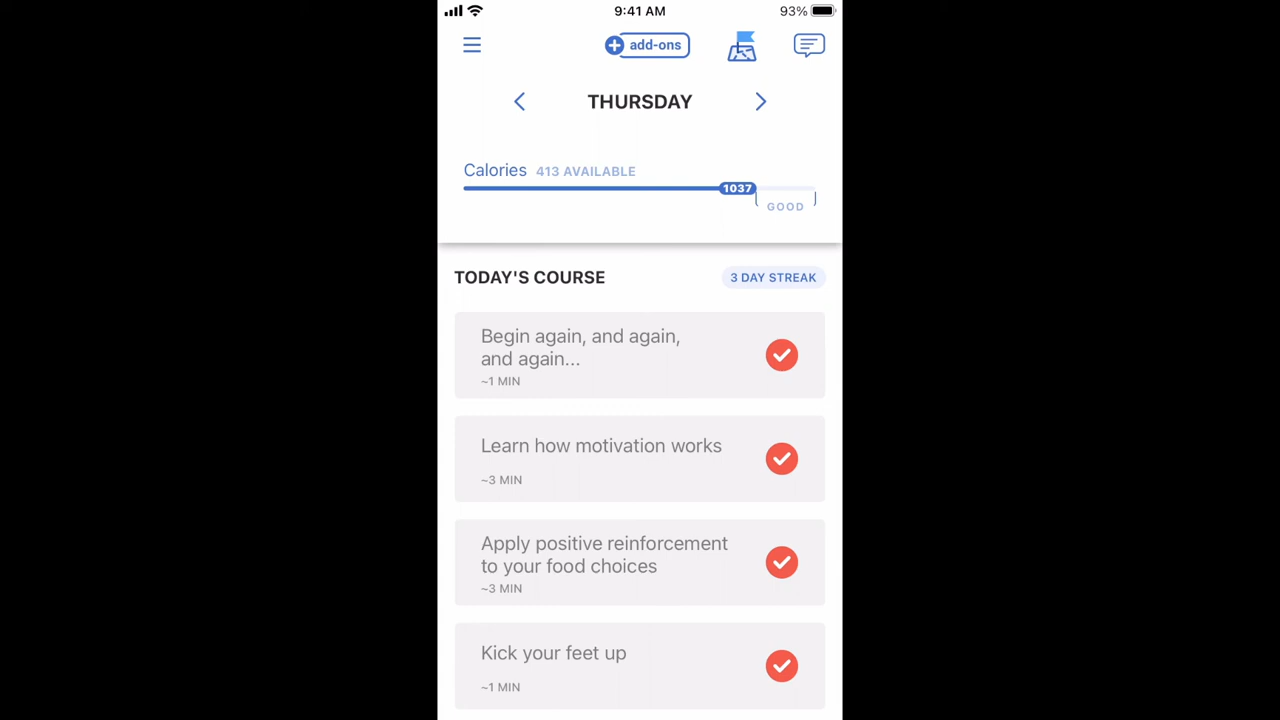 9:41 AM
93%
add-ons
THURSDAY
Calories 413 AVAILABLE
1037
GOOD
TODAY'S COURSE
3 DAY STREAK
Begin again, and again,
and again...
~1 MIN
Learn how motivation works
~3 MIN
Apply positive reinforcement
to your food choices
~3 MIN
Kick your feet up
~1 MIN